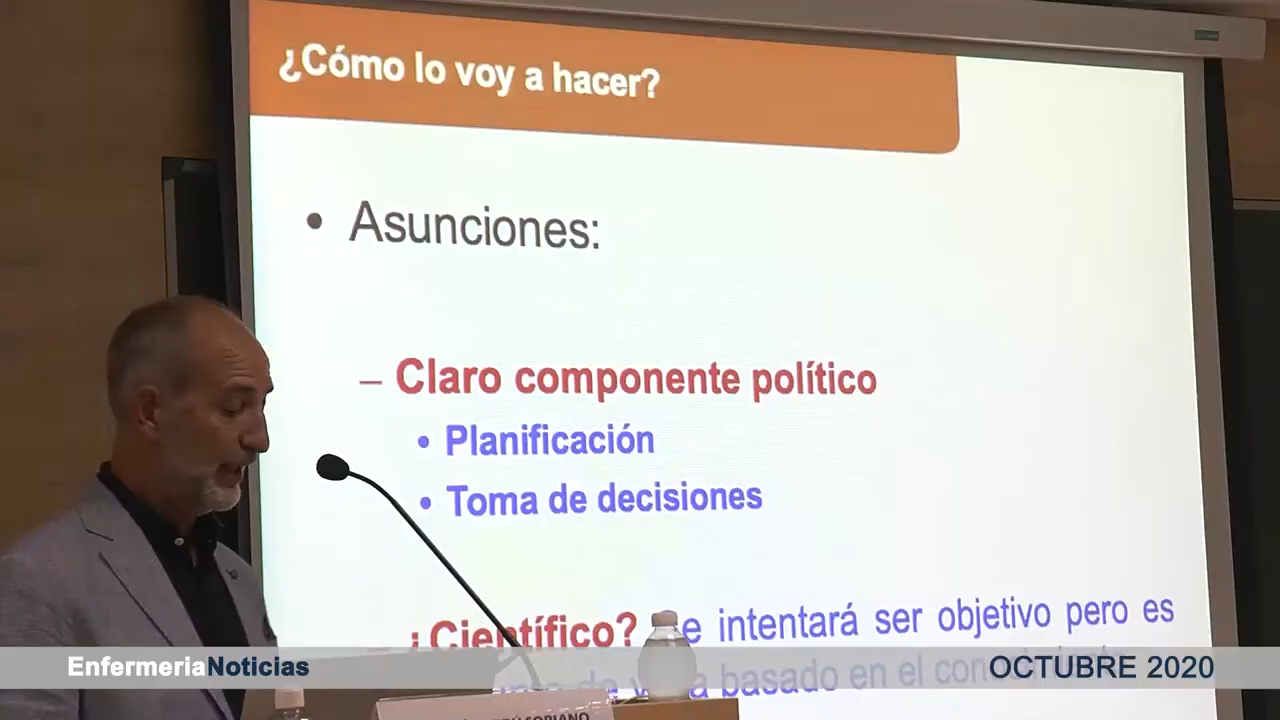 ¿Cómo lo voy a hacer?
• Asunciones:
– Claro componente político
• Planificación
• Toma de decisiones
¿Científico? intentará ser objetivo pero es
basado en el
EnfermeriaNoticias
OCTUBRE 2020
SORIANO